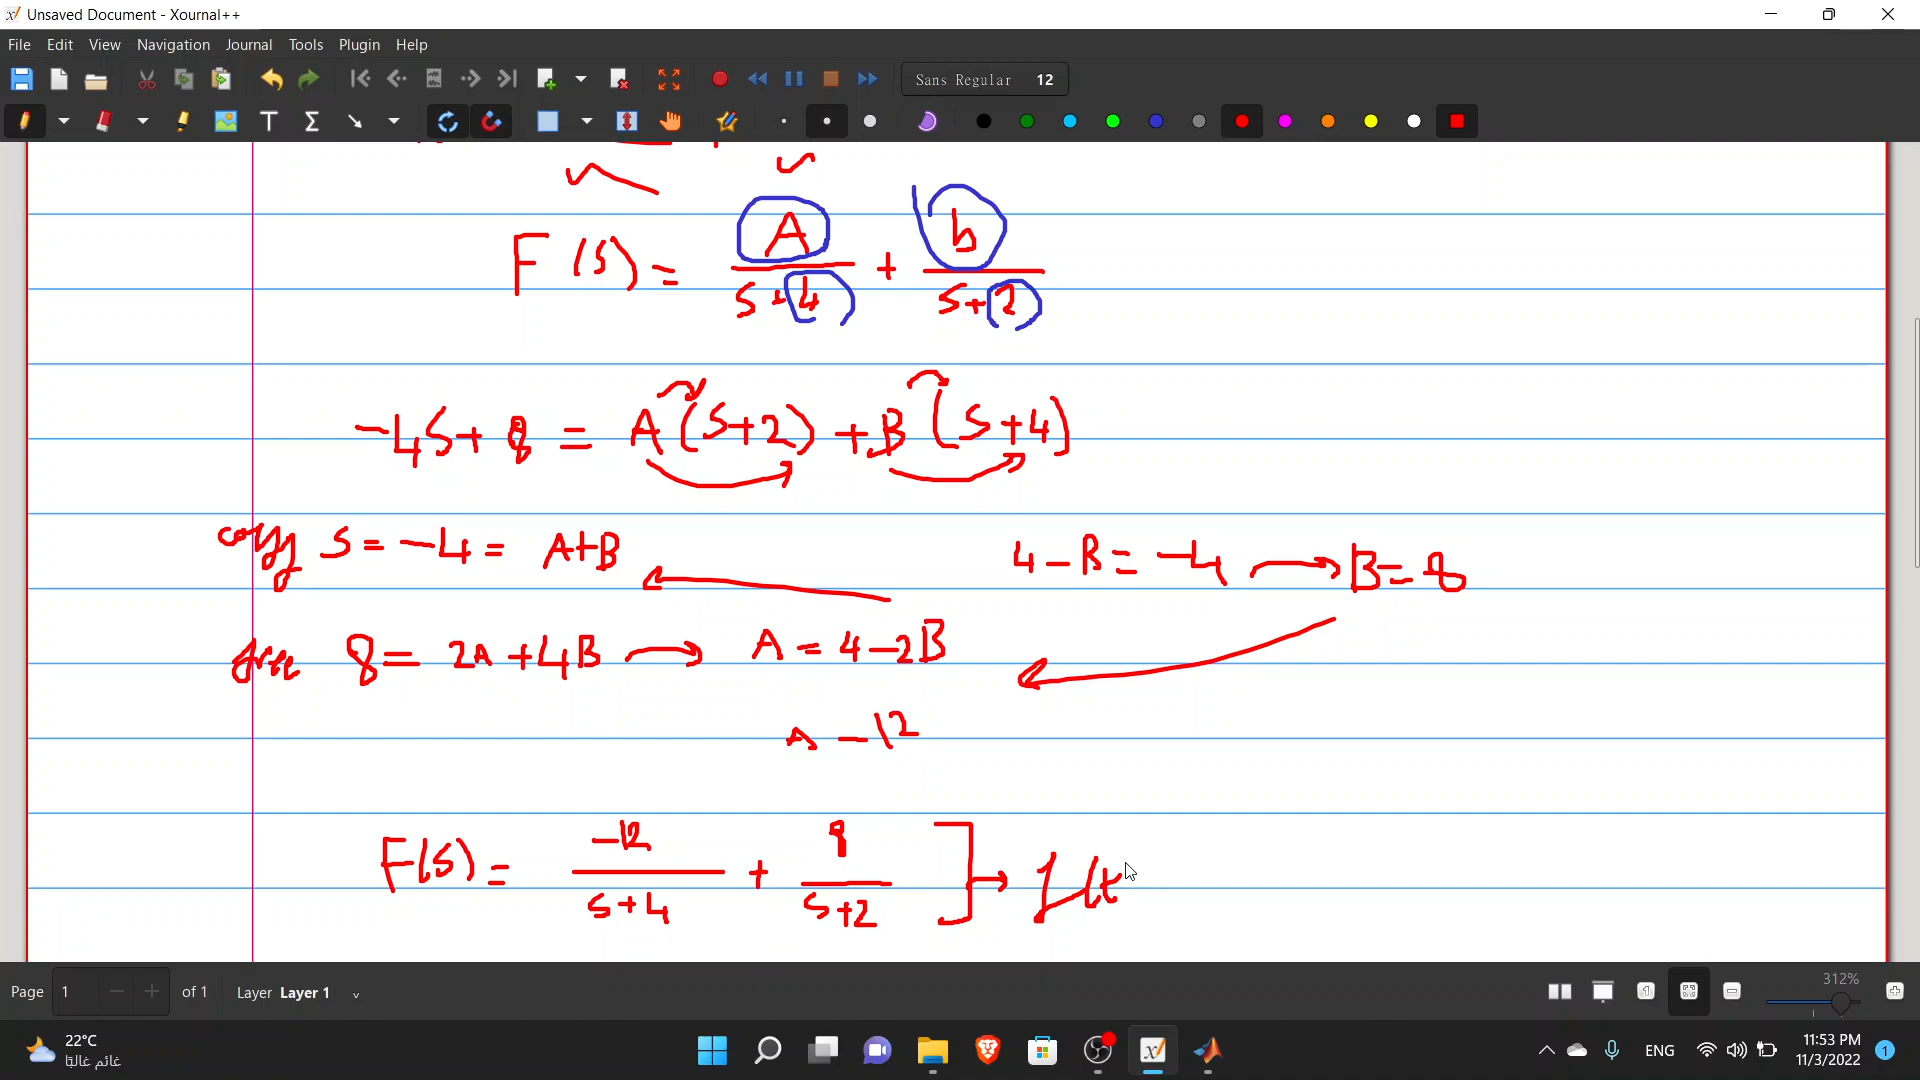 Unsaved Document - Xournal++
File Edit View Navigation Journal Tools Plugin Help
Sans Regular 12
F(S) = A/s+4 + b/s+2
-4S+8 = A(S+2) + B(S+4)
S = -4 = A+B
4-B = -4 → B = 8
free 8 = 2A+4B → A = 4-2B
A -12
F(S) = -12/s+4 + 8/s+2 ] →
Page 1 of 1 Layer Layer 1 312%
22°C
غائم غالبًا
ENG
11:53 PM
11/3/2022 1